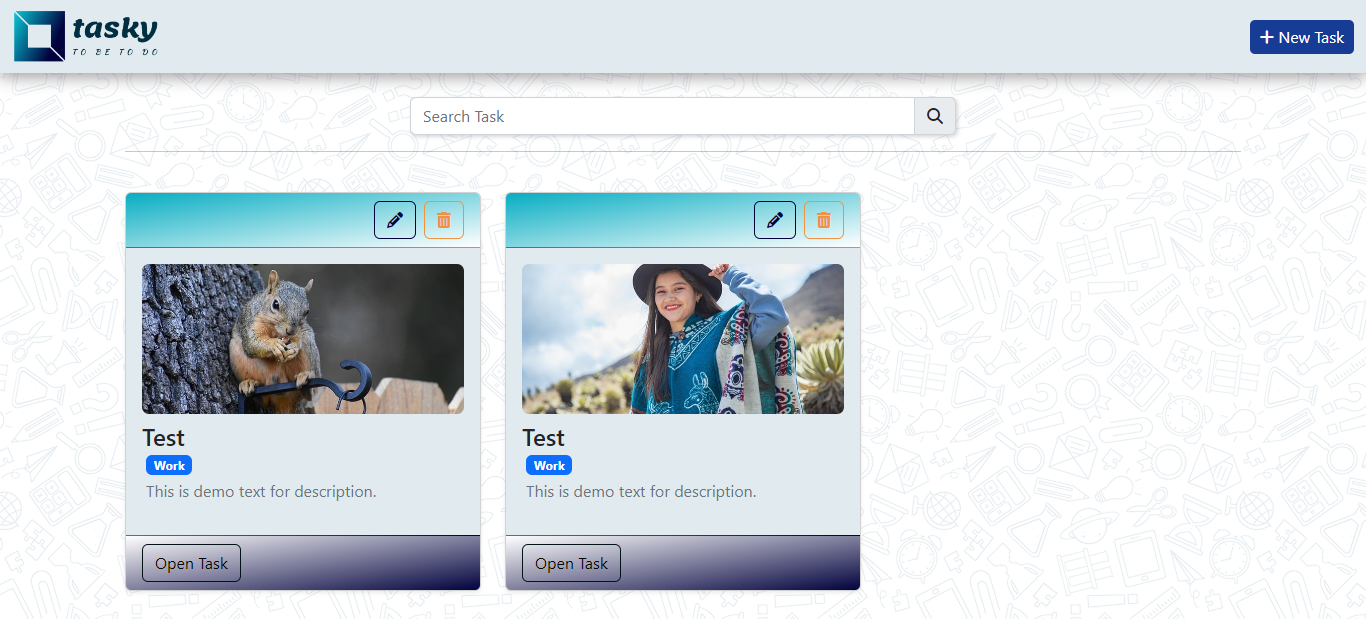 tasky
TO BE TO DO
New Task
Search Task
Test
Work
This is demo text for description.
Open Task
Test
Work
This is demo text for description.
Open Task